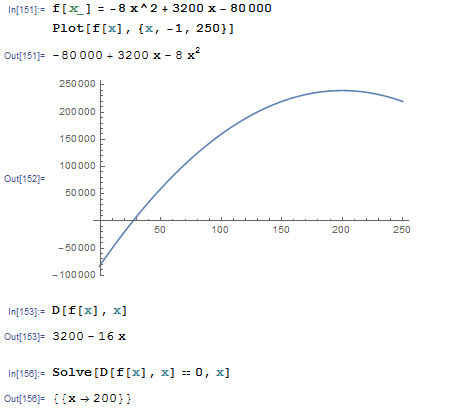 In[151]:= f[x_] = -8 x^2 + 3200 x - 80000
Plot[f[x], {x, -1, 250}]
Out[151]= -80000 + 3200 x - 8 x²
250000
200000
150000
100000
Out[152]=
50000
50 100 150 200 250
-50000
-100000
In[153]:= D[f[x], x]
Out[153]= 3200 - 16 x
In[156]:= Solve[D[f[x], x] == 0, x]
Out[156]= {{x → 200}}